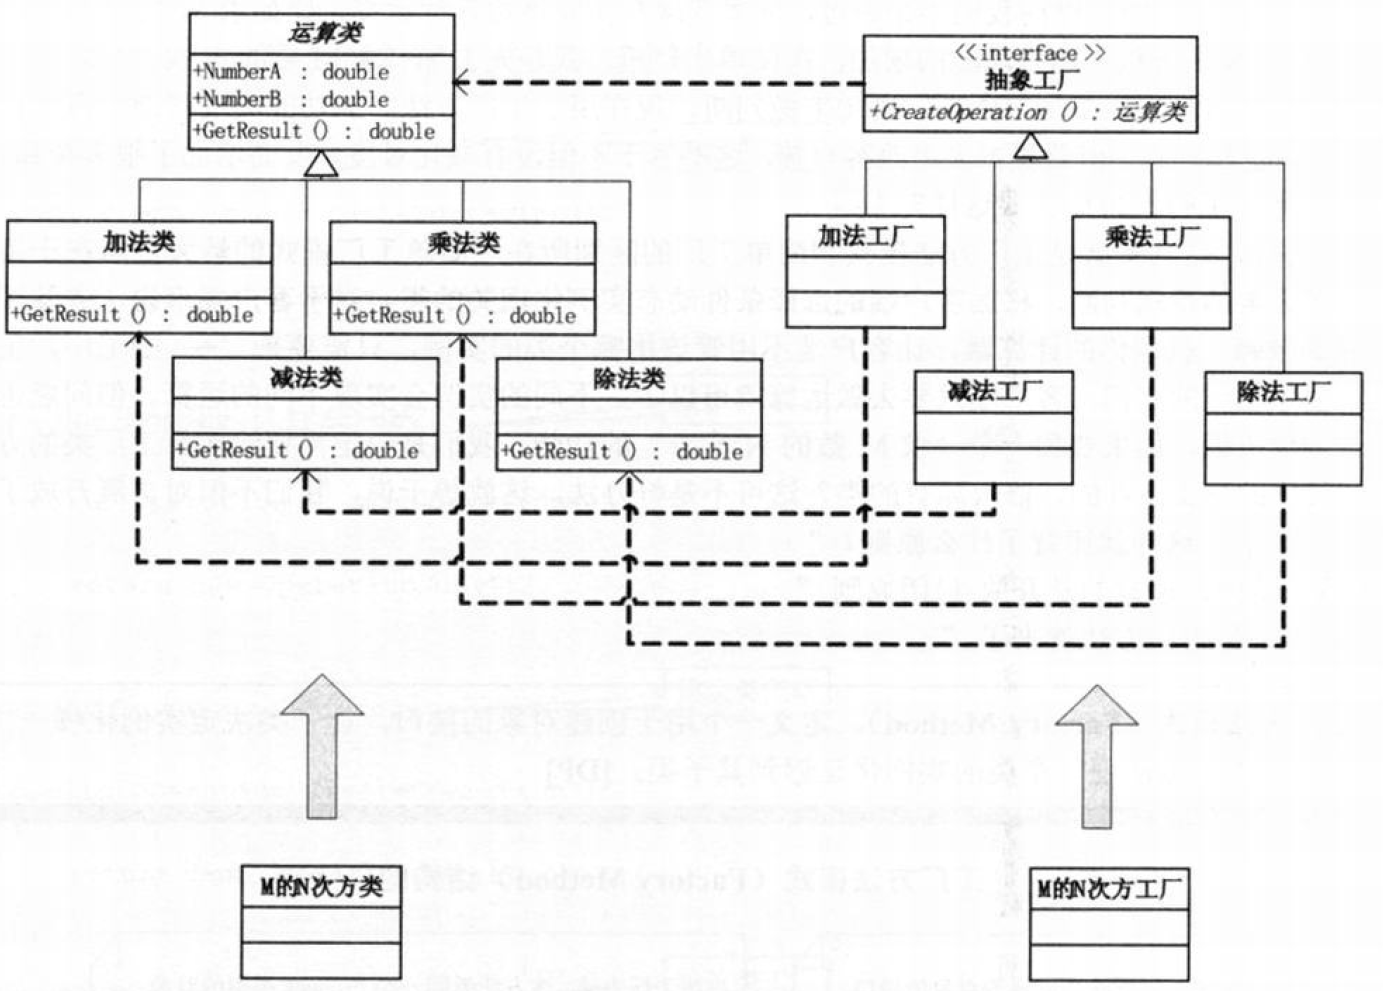 运算类
+NumberA : double
+NumberB : double
+GetResult () : double
<<interface>>
抽象工厂
+CreateOperation () : 运算类
加法类
+GetResult () : double
乘法类
+GetResult () : double
减法类
+GetResult () : double
除法类
+GetResult () : double
加法工厂
乘法工厂
减法工厂
除法工厂
M的N次方类
M的N次方工厂